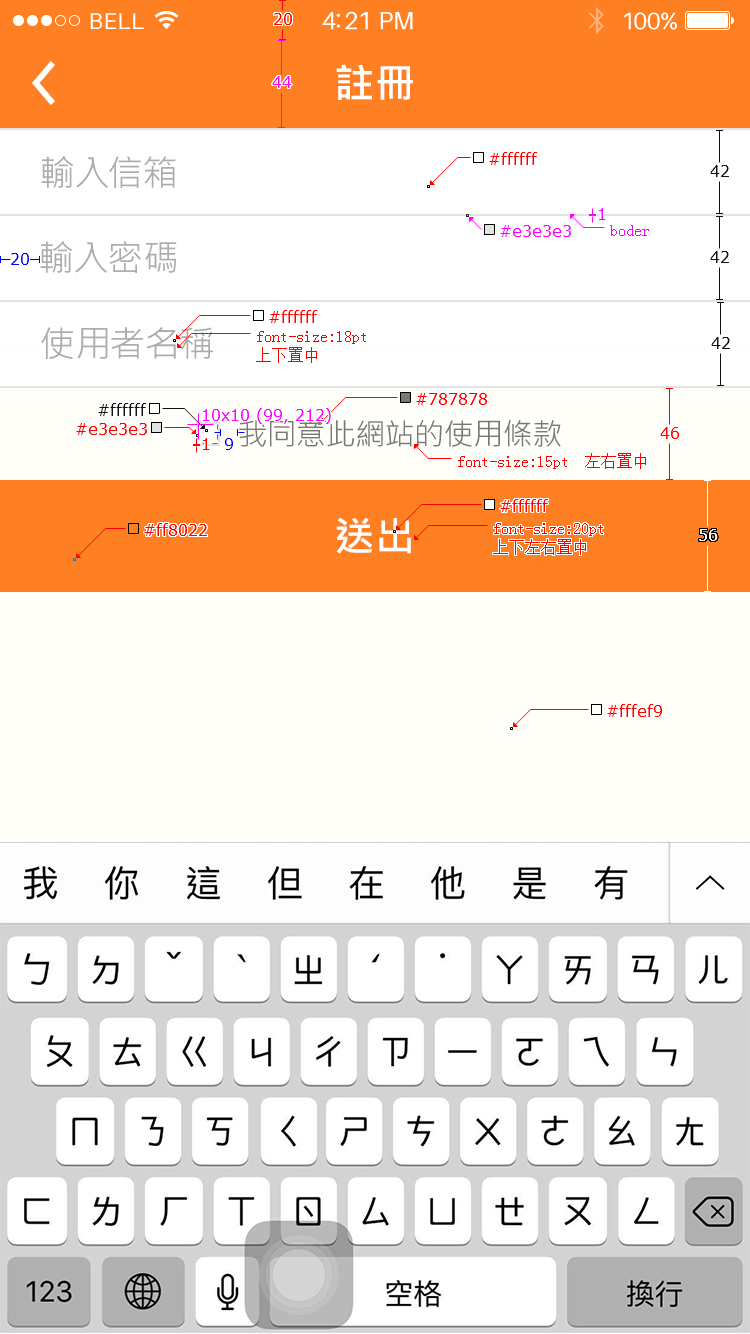 BELL 20 4:21 PM 100%
44
註冊
輸入信箱
#ffffff
42
#e3e3e3
+1
boder
20
輸入密碼
42
#ffffff
使用者名稱
font-size:18pt
上下置中
42
#ffffff
#e3e3e3
10x10 (99, 212)
#787878
1
9
我同意此網站的使用條款
46
font-size:15pt 左右置中
#ff8022
送出
#ffffff
font-size:20pt
上下左右置中
56
#fffef9
我 你 這 但 在 他 是 有
ㄅ ㄉ ˇ ˋ ㄓ ˊ ˙ ㄚ ㄞ ㄢ ㄦ
ㄆ ㄊ ㄍ ㄐ ㄔ ㄗ ㄧ ㄛ ㄟ ㄣ
ㄇ ㄋ ㄎ ㄑ ㄕ ㄘ ㄨ ㄜ ㄠ ㄤ
ㄈ ㄌ ㄏ ㄒ ㄖ ㄙ ㄩ ㄝ ㄡ ㄥ
123 空格 換行